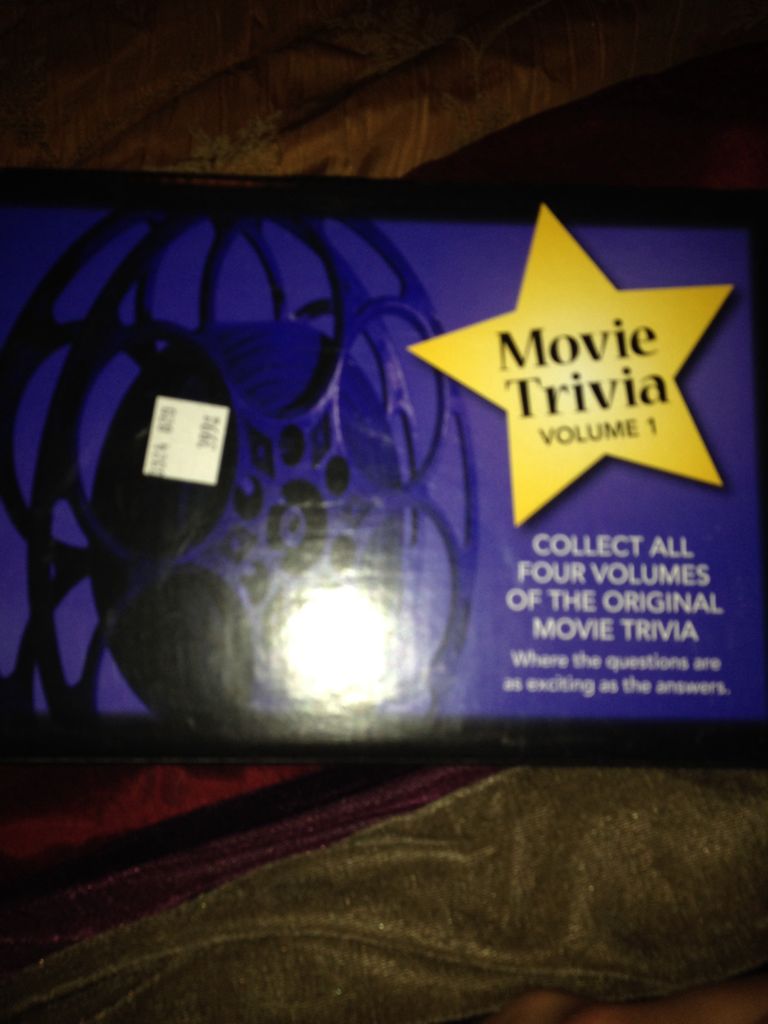 Movie
Trivia
VOLUME 1
COLLECT ALL
FOUR VOLUMES
OF THE ORIGINAL
MOVIE TRIVIA
Where the questions are
as exciting as the answers.